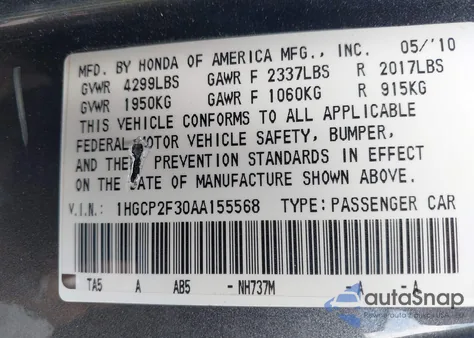 MFD. BY HONDA OF AMERICA MFG., INC. 05/'10
GVWR 4299LBS GAWR F 2337LBS R 2017LBS
GVWR 1950KG GAWR F 1060KG R 915KG
THIS VEHICLE CONFORMS TO ALL APPLICABLE
FEDERAL MOTOR VEHICLE SAFETY, BUMPER,
AND THE PREVENTION STANDARDS IN EFFECT
ON THE DATE OF MANUFACTURE SHOWN ABOVE.
V.I.N.: 1HGCP2F30AA155568 TYPE: PASSENGER CAR
TA5 A AB5 -NH737M -A -A
autoSnap